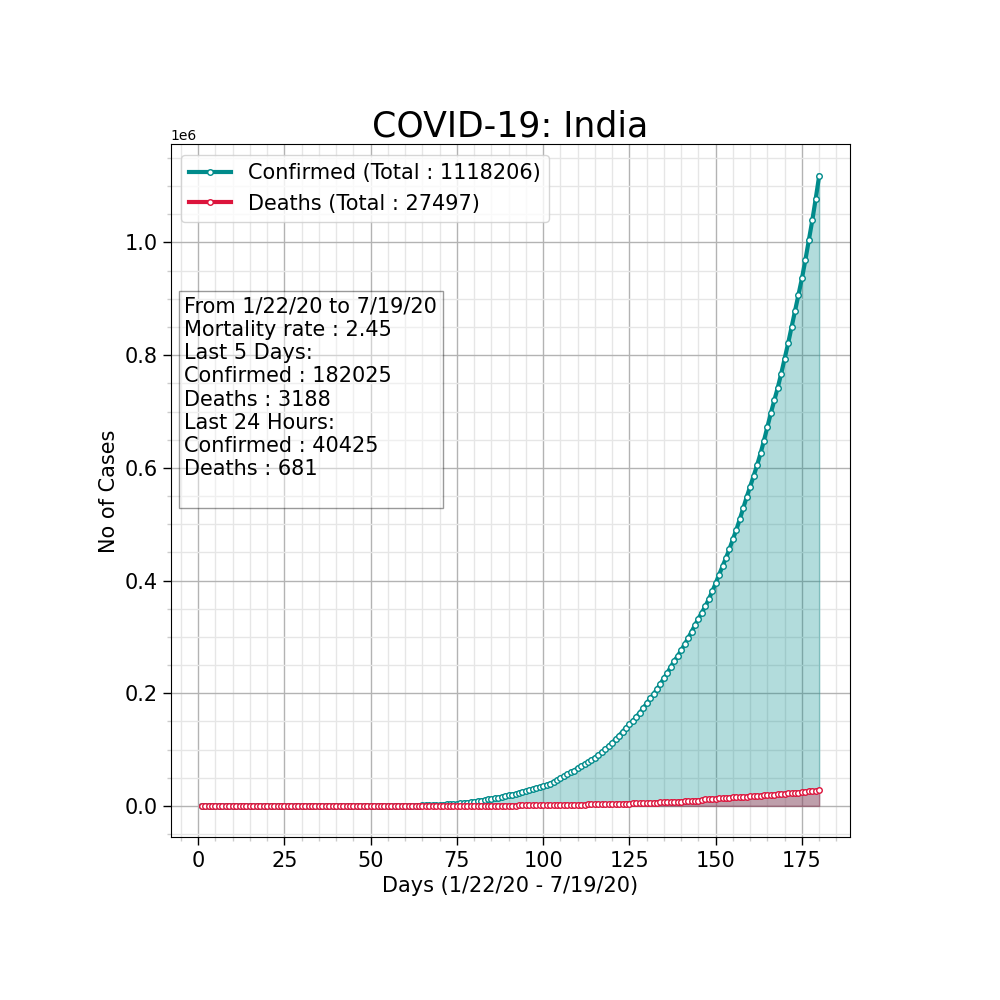 COVID-19: India
1e6
Confirmed (Total : 1118206)
Deaths (Total : 27497)
From 1/22/20 to 7/19/20
Mortality rate : 2.45
Last 5 Days:
Confirmed : 182025
Deaths : 3188
Last 24 Hours:
Confirmed : 40425
Deaths : 681
No of Cases
1.0
0.8
0.6
0.4
0.2
0.0
0 25 50 75 100 125 150 175
Days (1/22/20 - 7/19/20)